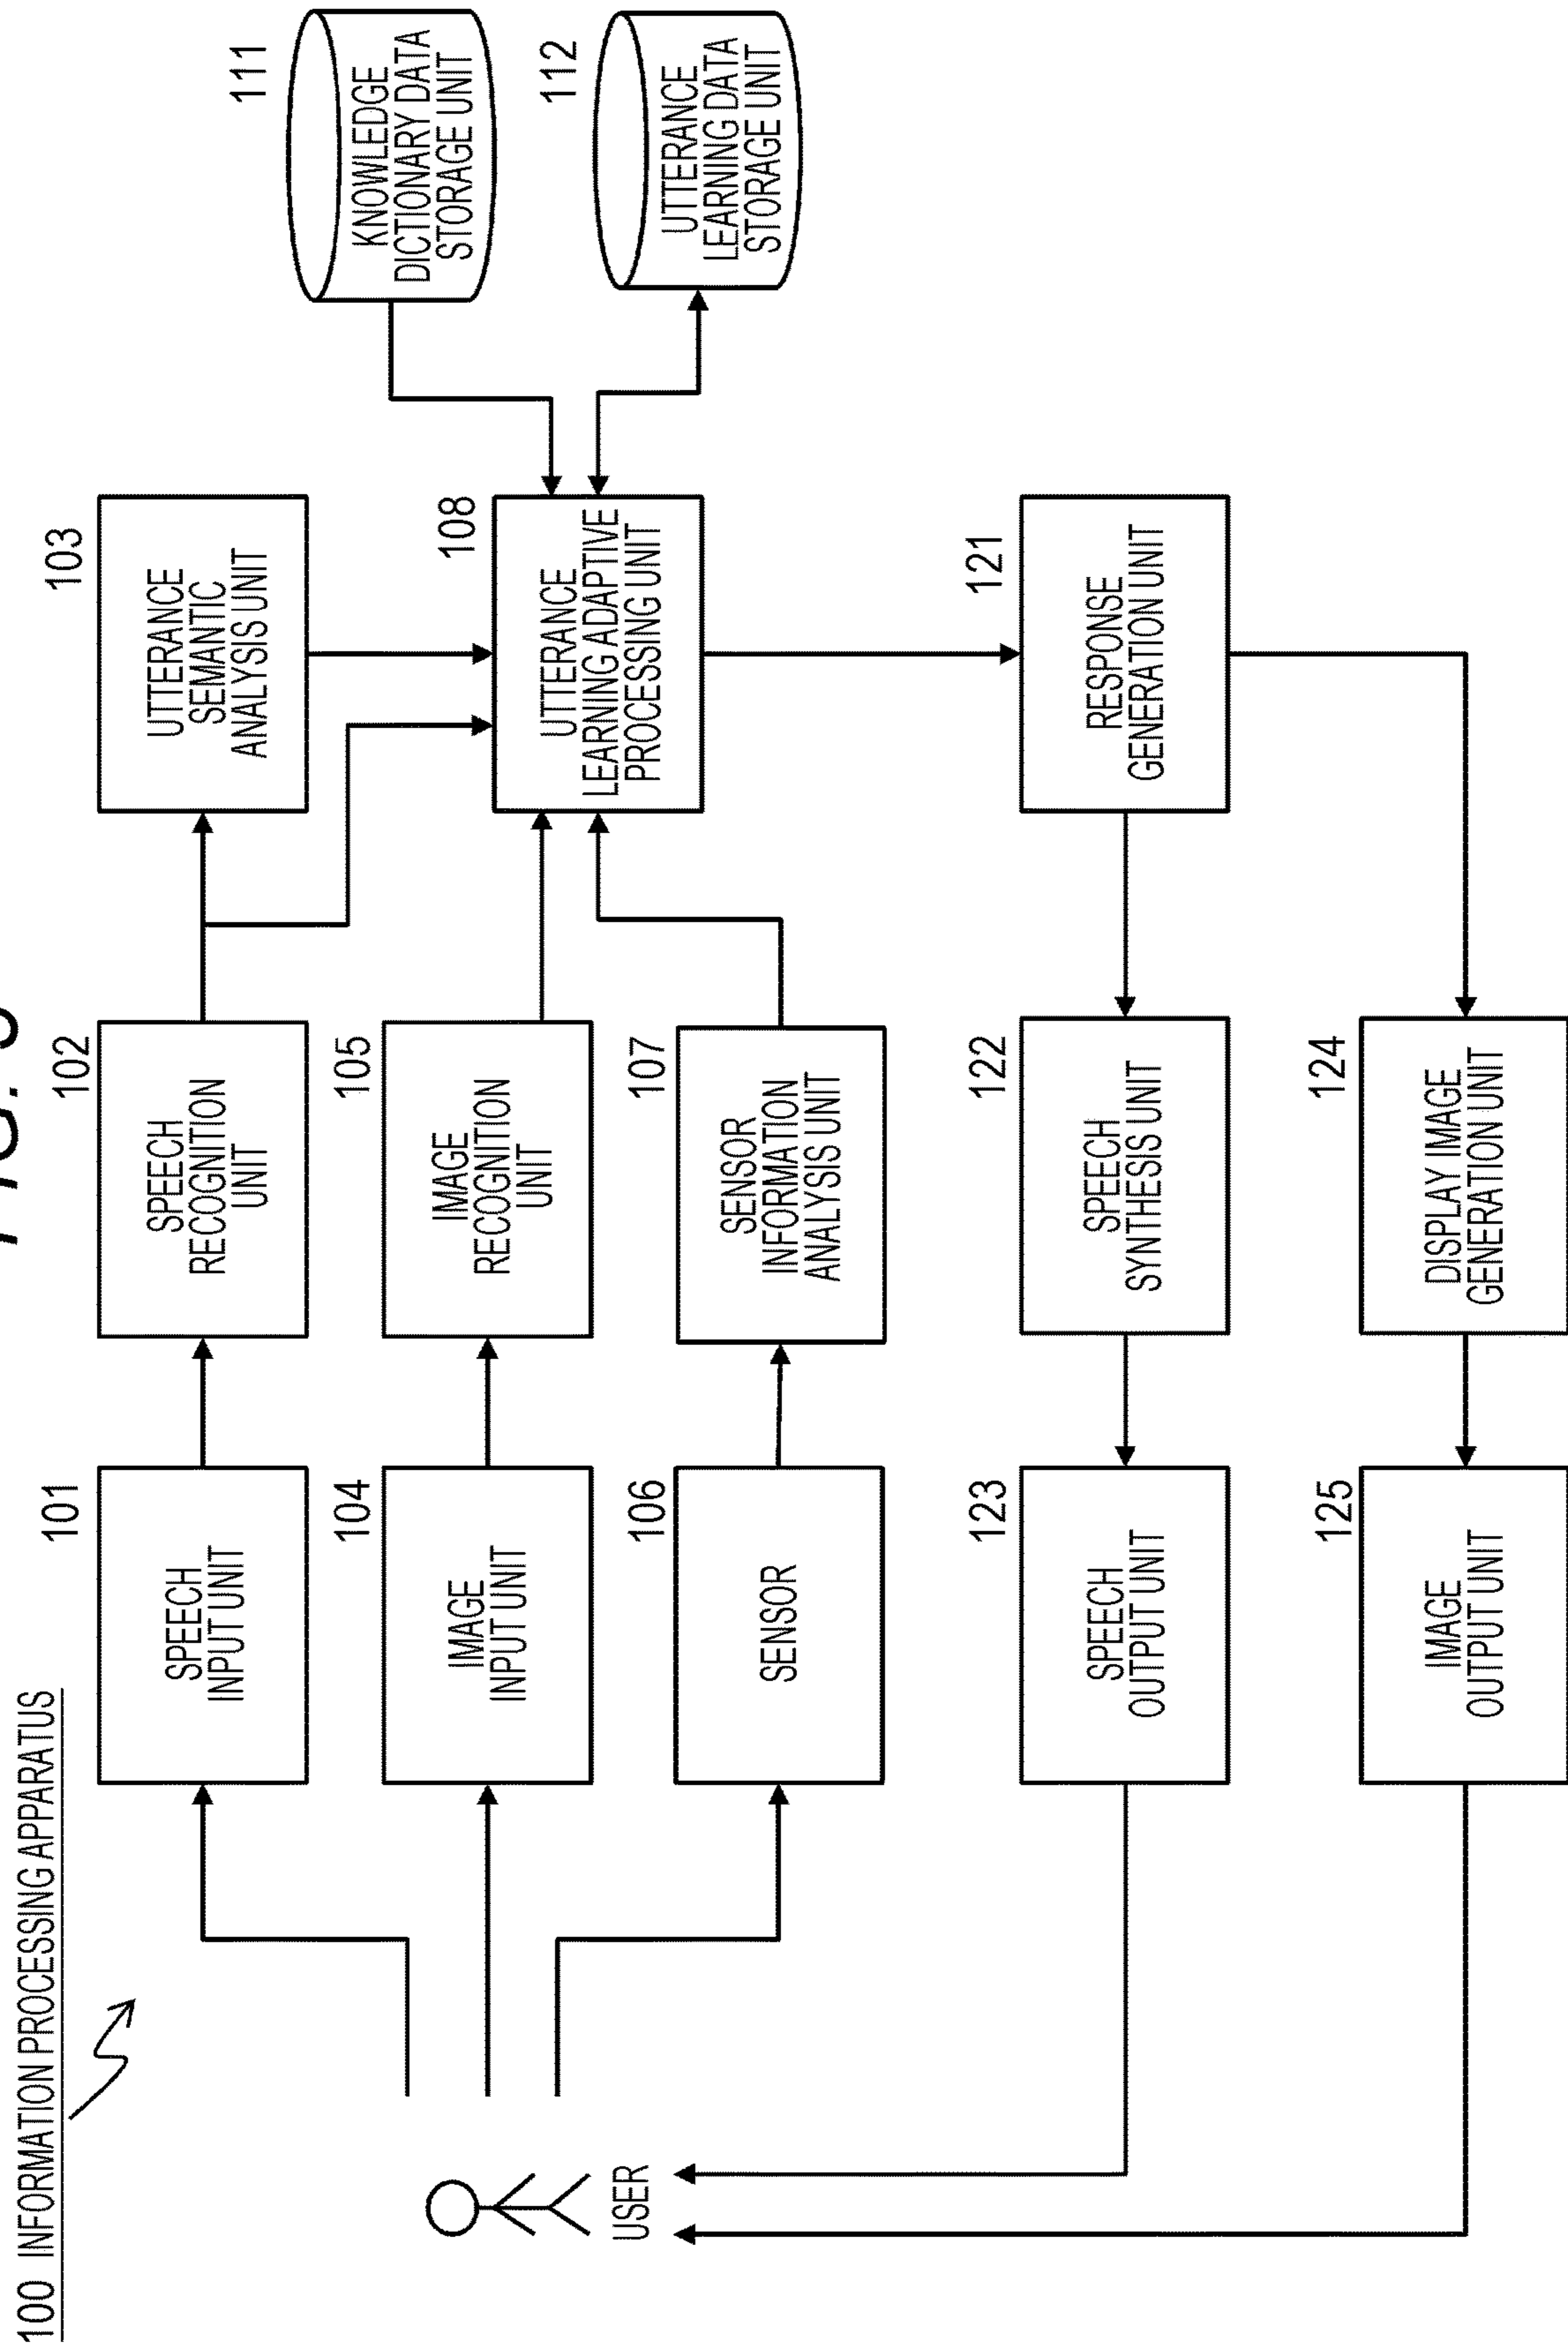 FIG.
100 INFORMATION PROCESSING APPARATUS
101
SPEECH
INPUT UNIT
102
SPEECH
RECOGNITION
UNIT
103
UTTERANCE
SEMANTIC
ANALYSIS UNIT
104
IMAGE
INPUT UNIT
105
IMAGE
RECOGNITION
UNIT
106
SENSOR
107
SENSOR
INFORMATION
ANALYSIS UNIT
108
UTTERANCE
LEARNING ADAPTIVE
PROCESSING UNIT
111
KNOWLEDGE
DICTIONARY DATA
STORAGE UNIT
112
UTTERANCE
LEARNING DATA
STORAGE UNIT
USER
123
SPEECH
OUTPUT UNIT
122
SPEECH
SYNTHESIS UNIT
121
RESPONSE
GENERATION UNIT
125
IMAGE
OUTPUT UNIT
124
DISPLAY IMAGE
GENERATION UNIT